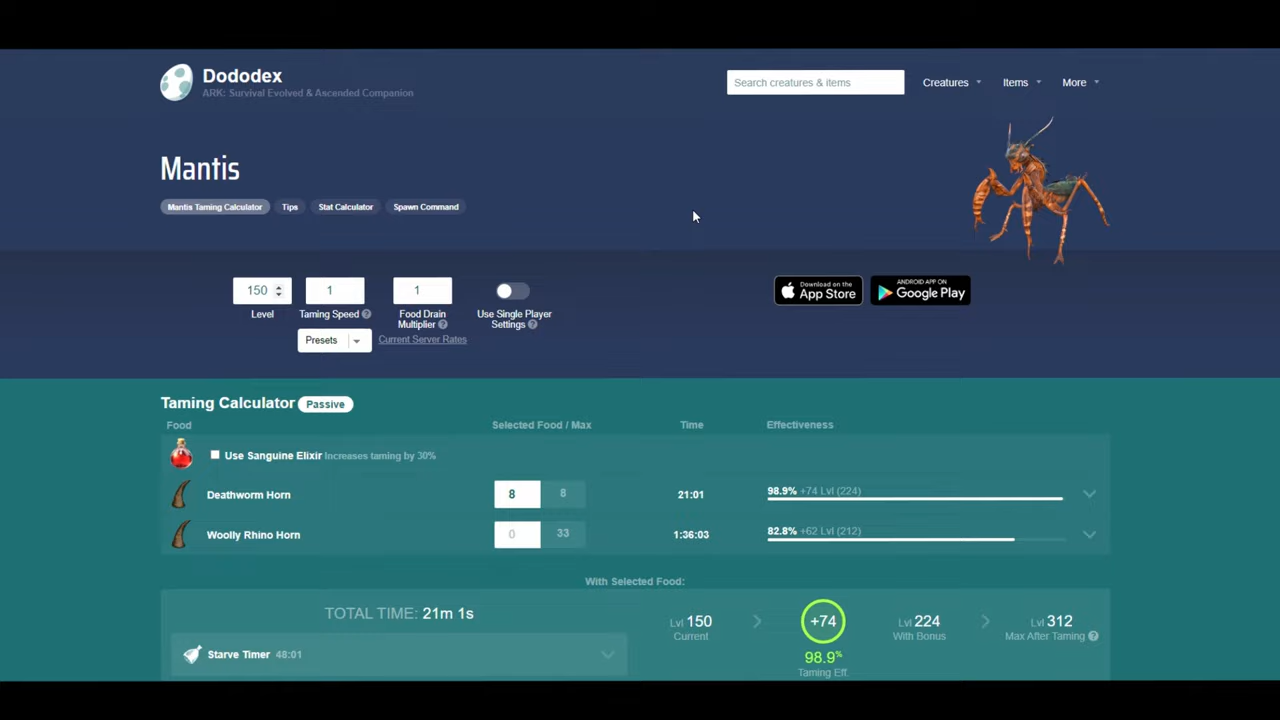 Dododex
ARK: Survival Evolved & Ascended Companion
Search creatures & items
Creatures
Items
More
Mantis
Mantis Taming Calculator
Tips
Stat Calculator
Spawn Command
150
1
1
Level
Taming Speed ?
Food Drain
Multiplier ?
Use Single Player
Settings ?
Presets
Current Server Rates
Download on the
App Store
ANDROID APP ON
Google Play
Taming Calculator Passive
Food
Selected Food / Max
Time
Effectiveness
Use Sanguine Elixir Increases taming by 30%
Deathworm Horn
8
8
21:01
98.9% +74 Lvl (224)
Woolly Rhino Horn
0
33
1:36:03
82.8% +62 Lvl (212)
With Selected Food:
TOTAL TIME: 21m 1s
Starve Timer 48:01
Lvl 150
Current
+74
98.9%
Taming Eff.
Lvl 224
With Bonus
Lvl 312
Max After Taming ?